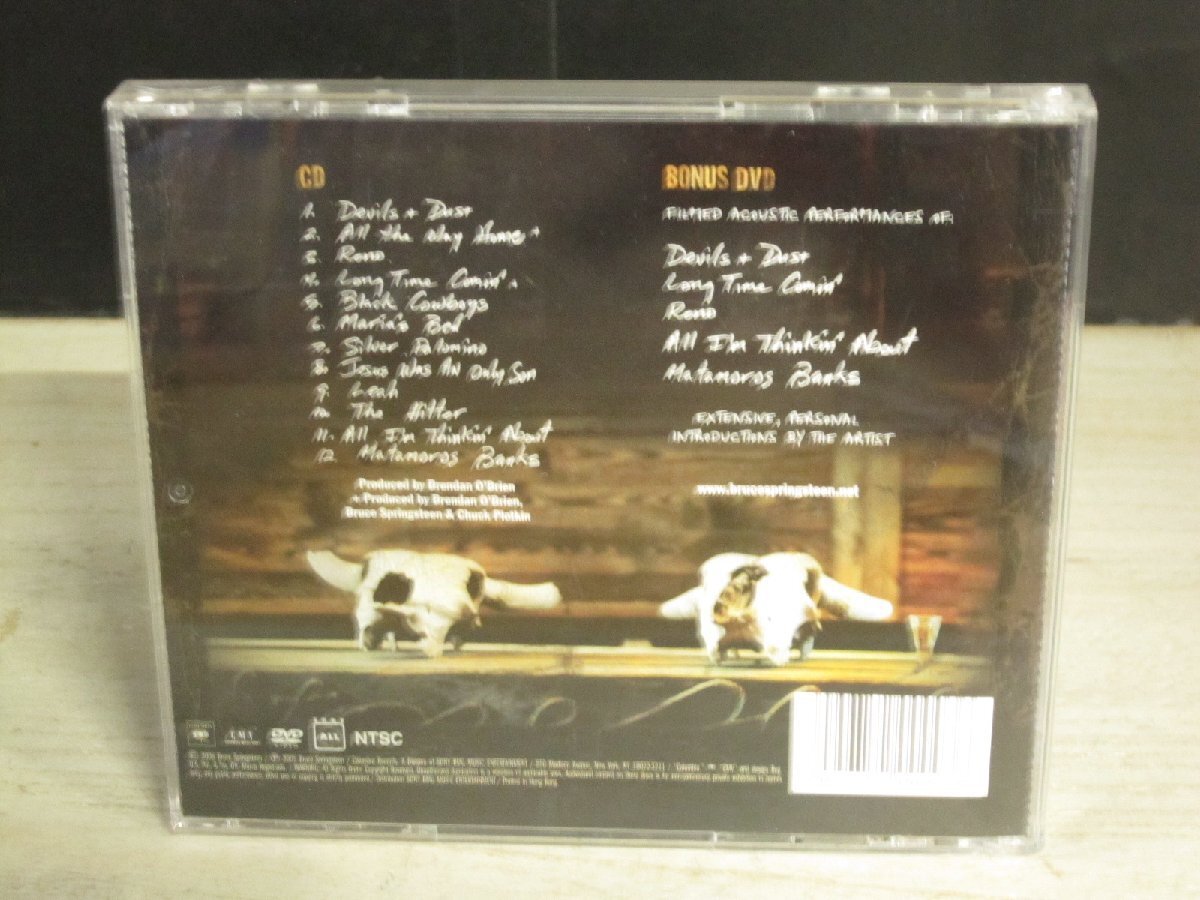 CD
1. Devils + Dust
2. All the Way Home +
3. Reno
4. Long Time Comin' +
5. Black Cowboys
6. Maria's Bed
7. Silver Palomino
8. Jesus Was An Only Son
9. Leah
10. The Hitter
11. All I'm Thinkin' About
12. Matamoros Banks
Produced by Brendan O'Brien
+ Produced by Brendan O'Brien,
Bruce Springsteen & Chuck Plotkin
BONUS DVD
FILMED ACOUSTIC PERFORMANCES OF:
Devils + Dust
Long Time Comin'
Reno
All I'm Thinkin' About
Matamoros Banks
EXTENSIVE, PERSONAL
INTRODUCTIONS BY THE ARTIST
www.brucespringsteen.net
DVD
ALL
NTSC